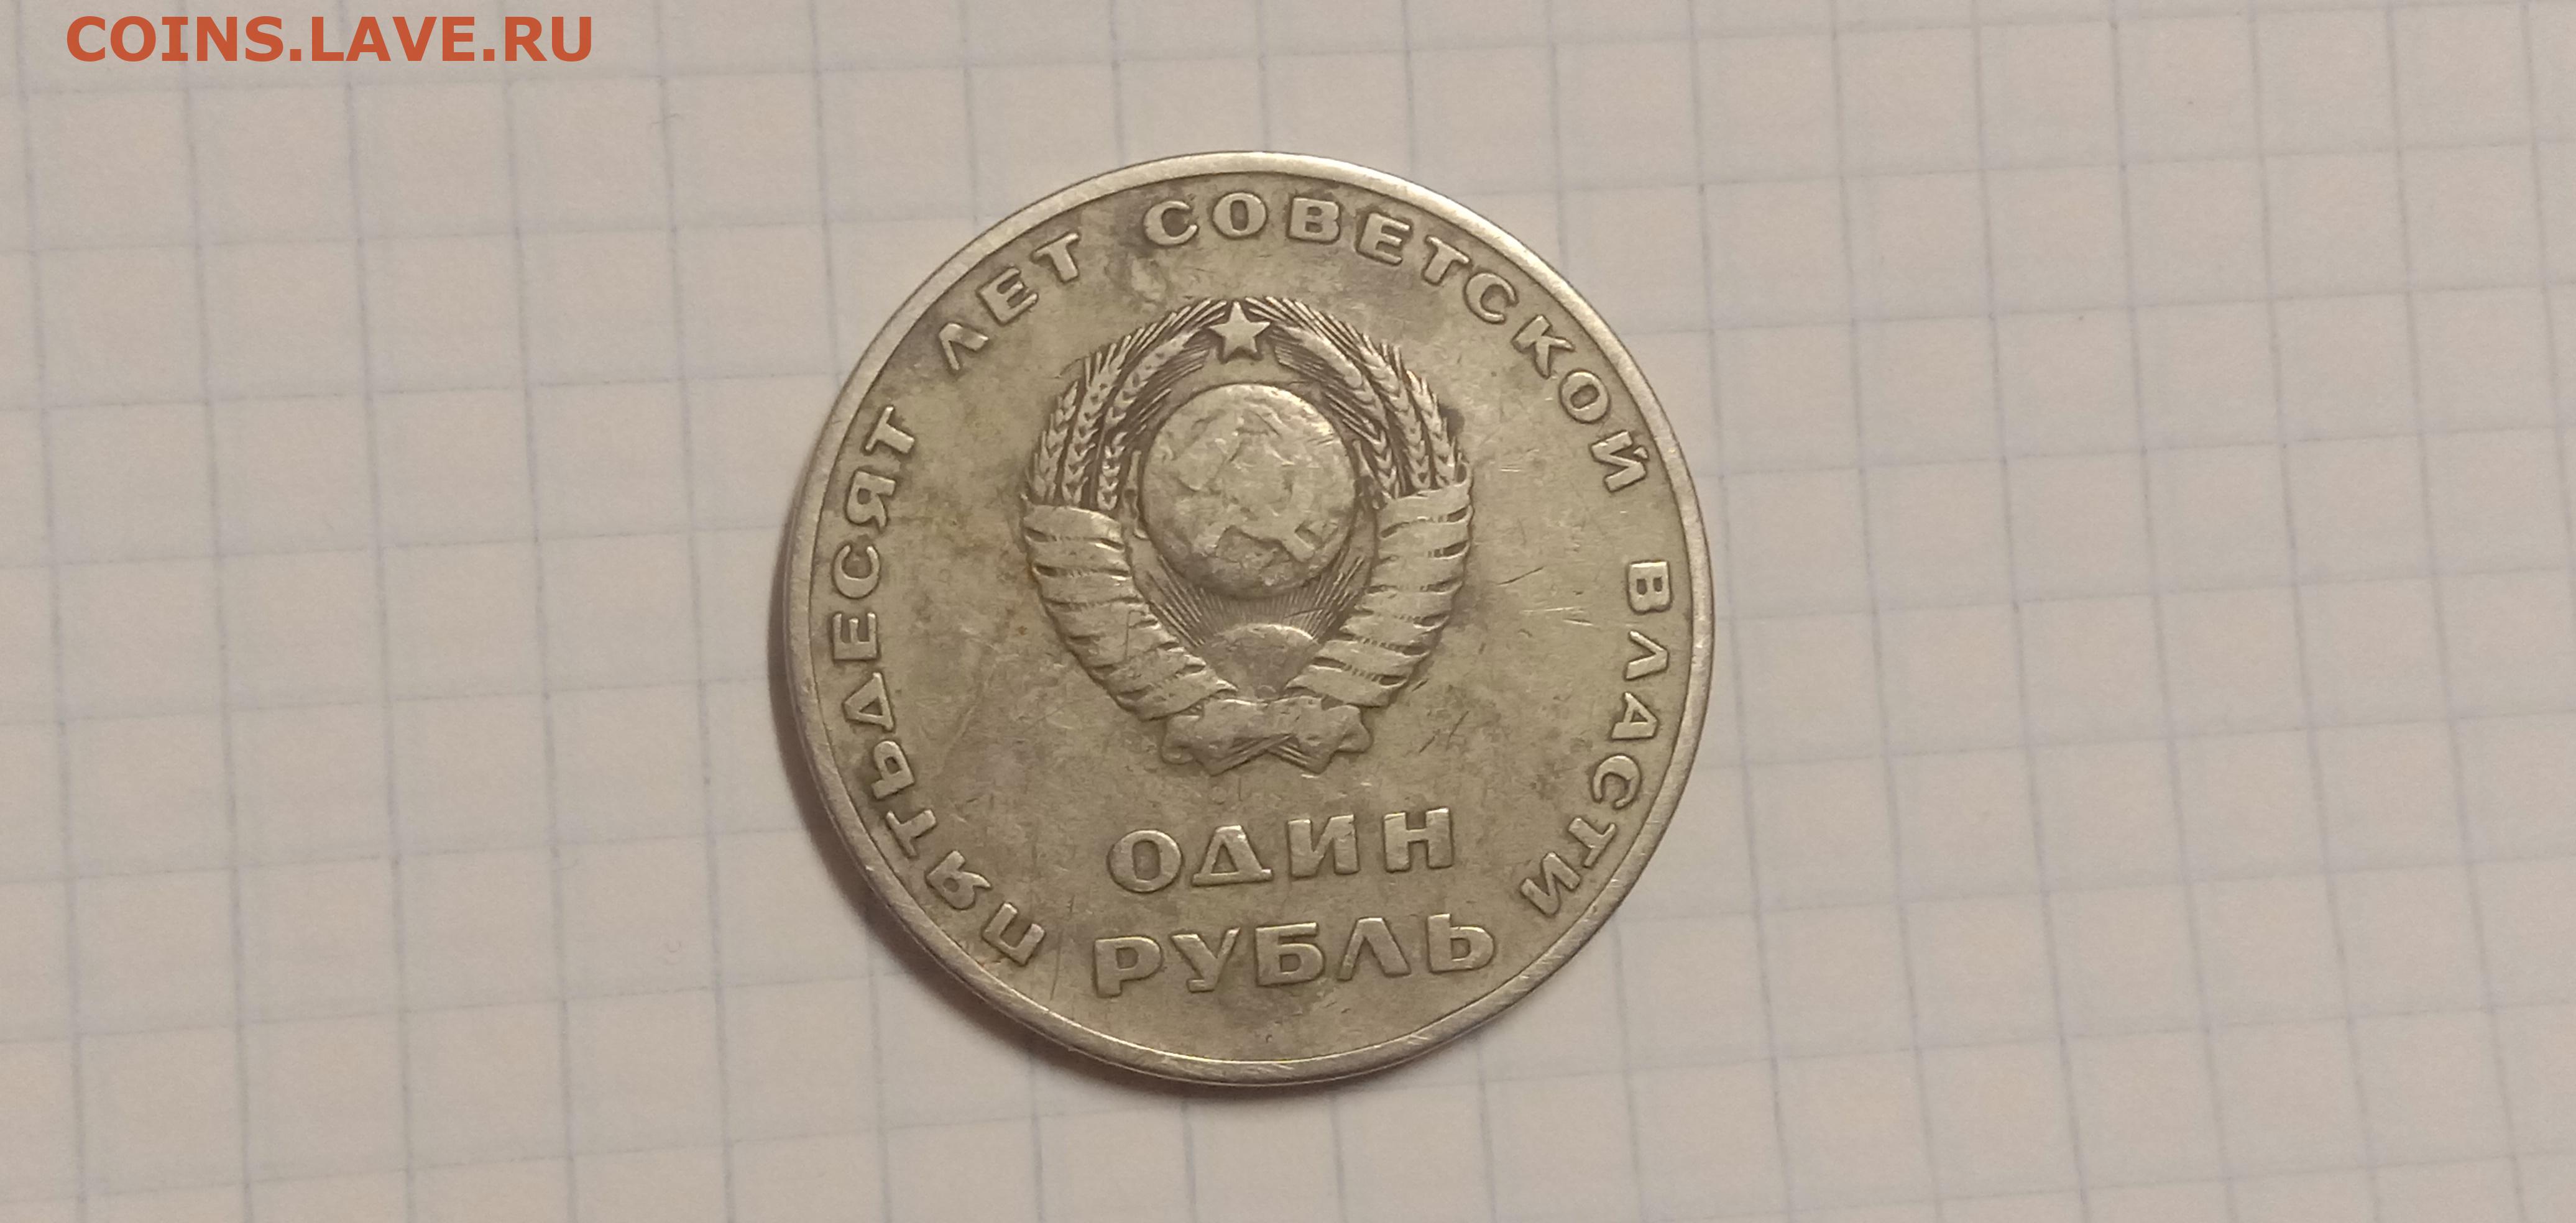 COINS.LAVE.RU
ПЯТЬДЕСЯТ ЛЕТ СОВЕТСКОЙ ВЛАСТИ
ОДИН
РУБЛЬ